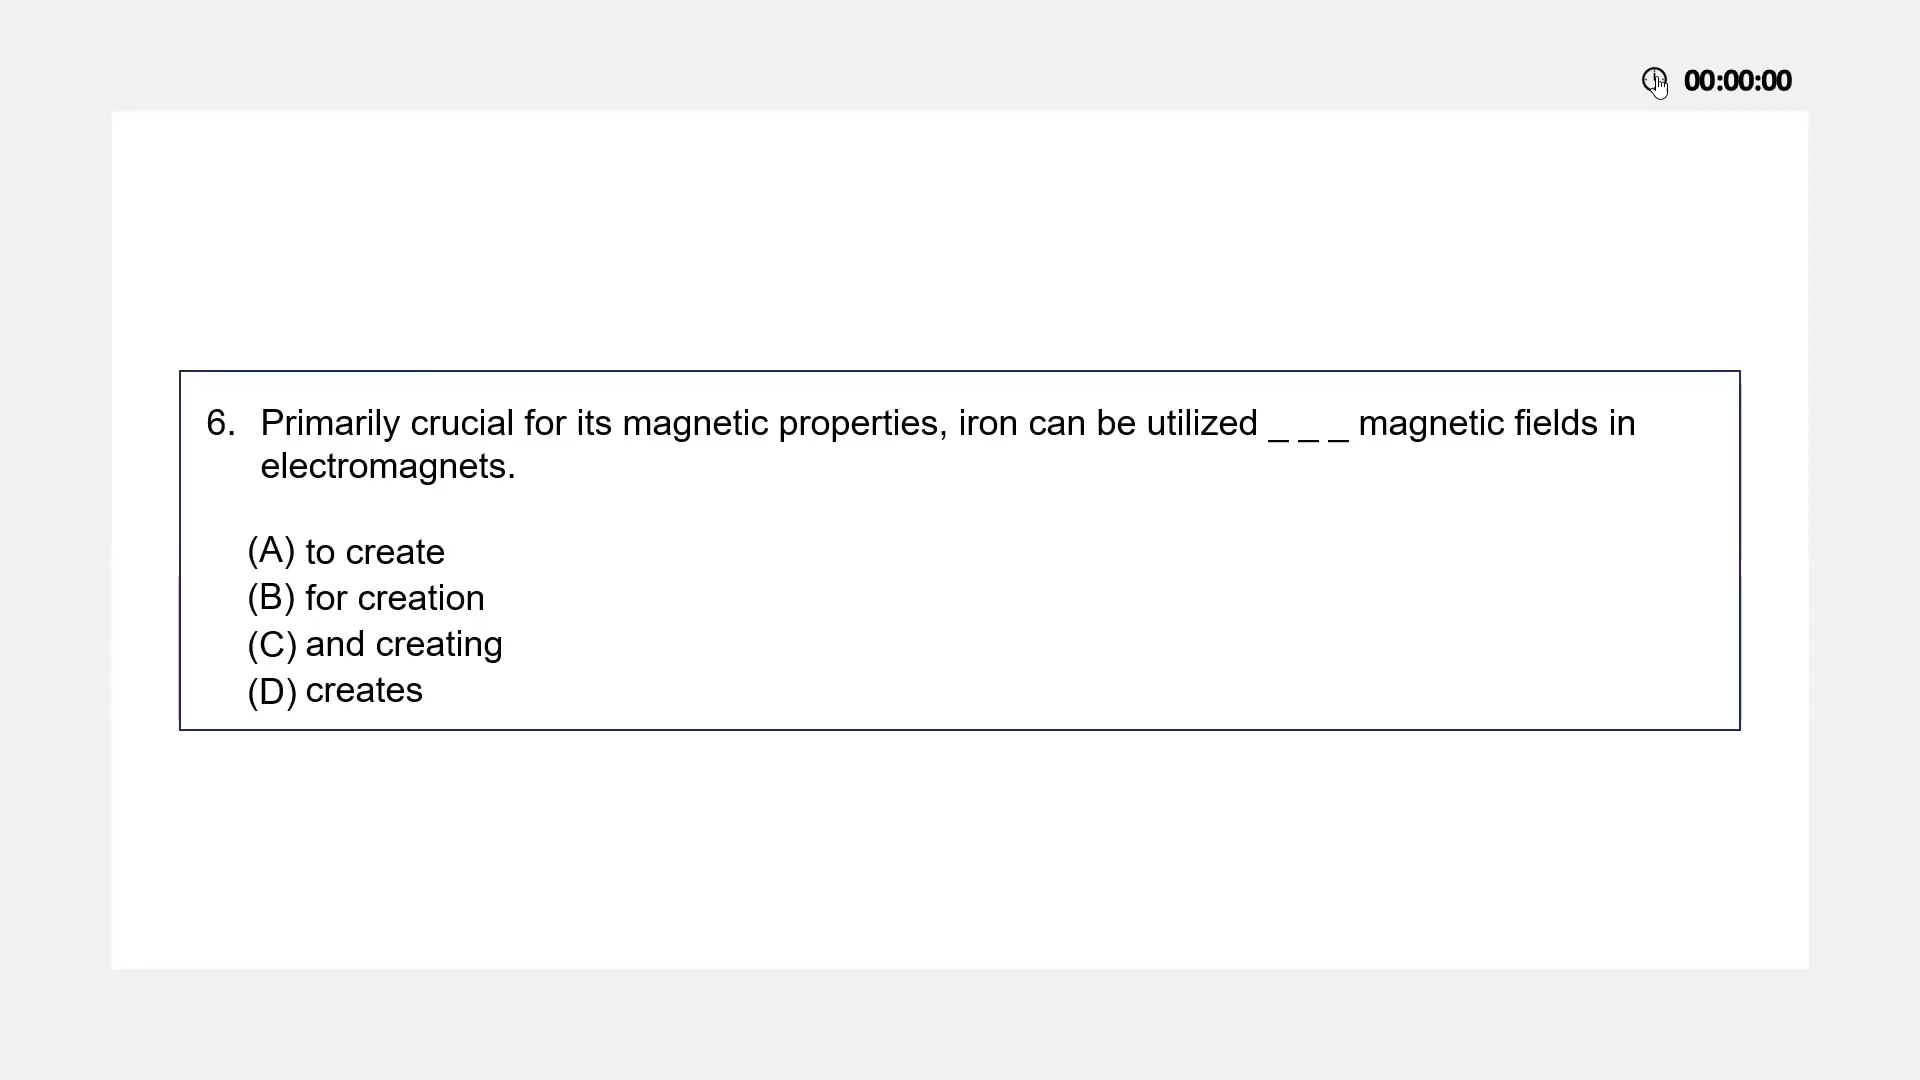 00:00:00
6. Primarily crucial for its magnetic properties, iron can be utilized _ _ _ magnetic fields in
electromagnets.
(A) to create
(B) for creation
(C) and creating
(D) creates